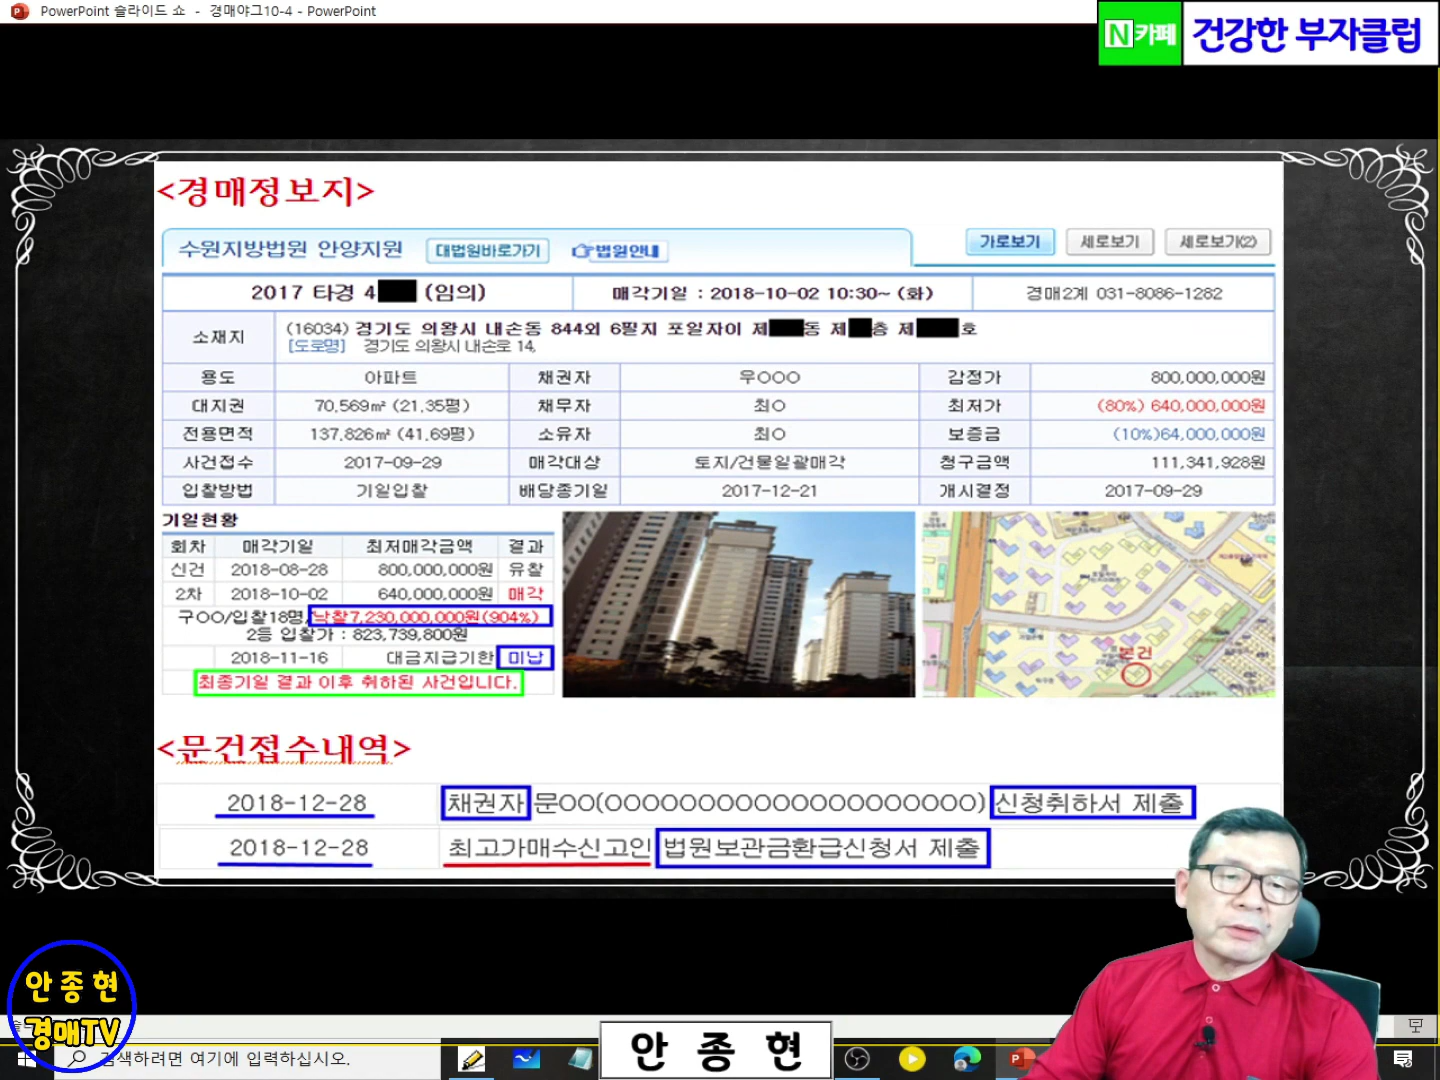 PowerPoint 슬라이드 쇼 - 경매야그10-4 - PowerPoint
N카페 건강한 부자클럽
<경매정보지>
수원지방법원 안양지원 대법원바로가기 법원안내 가로보기 세로보기 세로보기(2)
2017 타경 4 (임의) 매각기일 : 2018-10-02 10:30~ (화) 경매2계 031-8086-1282
소재지 (16034) 경기도 의왕시 내손동 844외 6필지 포일자이 제 동 제 층 제 호
[도로명] 경기도 의왕시 내손로 14,
용도 아파트 채권자 우○○○ 감정가 800,000,000원
대지권 70.569㎡ (21.35평) 채무자 최○ 최저가 (80%) 640,000,000원
전용면적 137.826㎡ (41.69평) 소유자 최○ 보증금 (10%)64,000,000원
사건접수 2017-09-29 매각대상 토지/건물일괄매각 청구금액 111,341,928원
입찰방법 기일입찰 배당종기일 2017-12-21 개시결정 2017-09-29
기일현황
회차 매각기일 최저매각금액 결과
신건 2018-08-28 800,000,000원 유찰
2차 2018-10-02 640,000,000원 매각
구○○/입찰18명/낙찰7,230,000,000원(904%)
2등 입찰가 : 823,739,800원
2018-11-16 대금지급기한 미납
최종기일 결과 이후 취하된 사건입니다.
본건
<문건접수내역>
2018-12-28 채권자 문○○(○○○○○○○○○○○○○○○○○○○○) 신청취하서 제출
2018-12-28 최고가매수신고인 법원보관금환급신청서 제출
안종현
경매TV
검색하려면 여기에 입력하십시오.
안 종 현